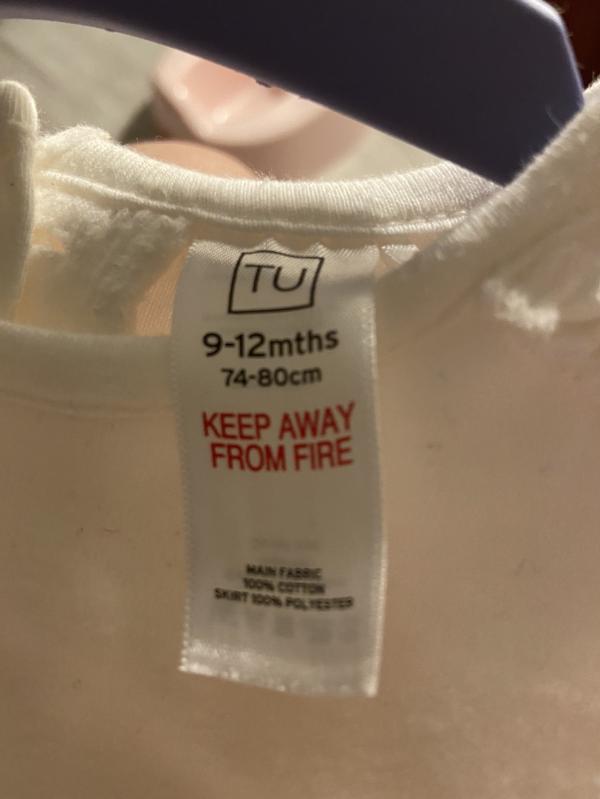 TU
9-12mths
74-80cm
KEEP AWAY
FROM FIRE
MAIN FABRIC
100% COTTON
SKIRT 100% POLYESTER